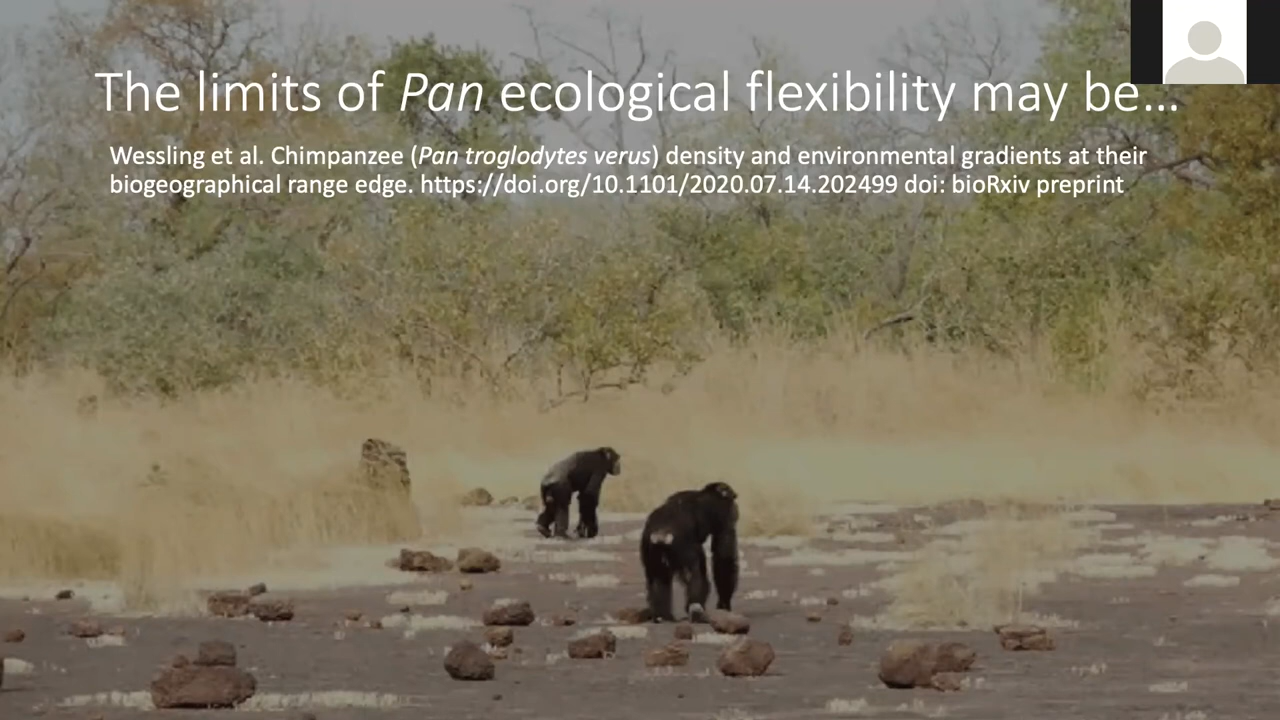 The limits of Pan ecological flexibility may be...
Wessling et al. Chimpanzee (Pan troglodytes verus) density and environmental gradients at their
biogeographical range edge. https://doi.org/10.1101/2020.07.14.202499 doi: bioRxiv preprint